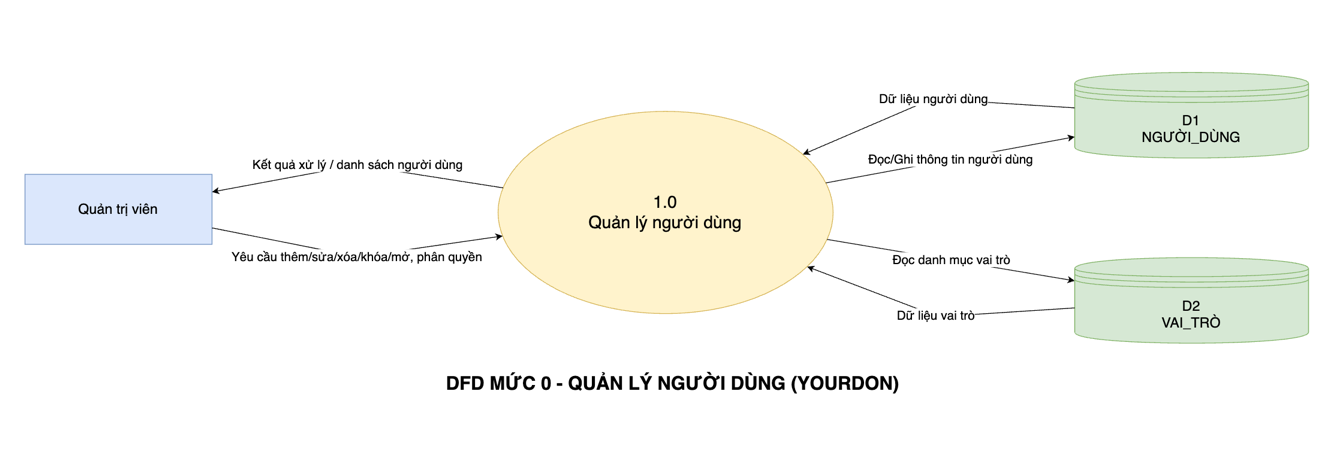 Dữ liệu người dùng
D1
NGƯỜI_DÙNG
Kết quả xử lý / danh sách người dùng
Đọc/Ghi thông tin người dùng
Quản trị viên
1.0
Quản lý người dùng
Yêu cầu thêm/sửa/xóa/khóa/mở, phân quyền
Đọc danh mục vai trò
D2
VAI_TRÒ
Dữ liệu vai trò
DFD MỨC 0 - QUẢN LÝ NGƯỜI DÙNG (YOURDON)